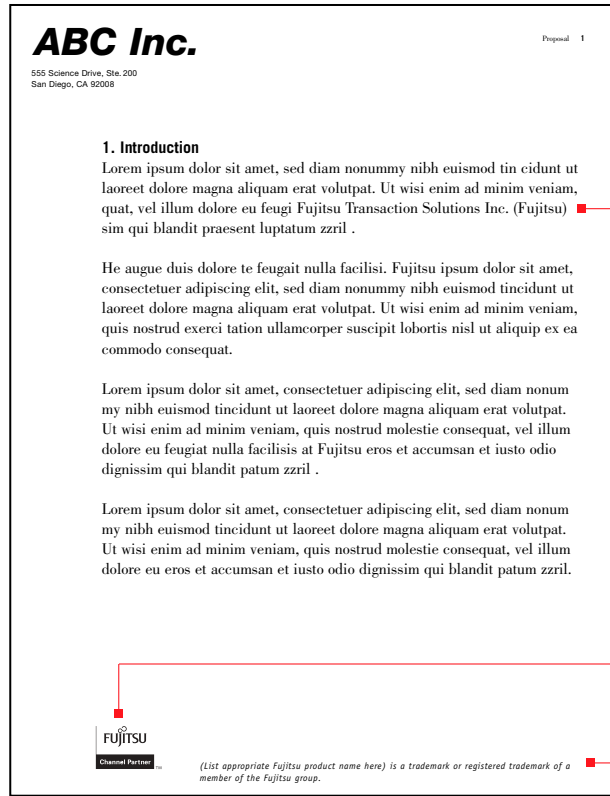 ABC Inc.
Proposal 1
555 Science Drive, Ste. 200
San Diego, CA 92008
1. Introduction
Lorem ipsum dolor sit amet, sed diam nonummy nibh euismod tin cidunt ut
laoreet dolore magna aliquam erat volutpat. Ut wisi enim ad minim veniam,
quat, vel illum dolore eu feugi Fujitsu Transaction Solutions Inc. (Fujitsu)
sim qui blandit praesent luptatum zzril .
He augue duis dolore te feugait nulla facilisi. Fujitsu ipsum dolor sit amet,
consectetuer adipiscing elit, sed diam nonummy nibh euismod tincidunt ut
laoreet dolore magna aliquam erat volutpat. Ut wisi enim ad minim veniam,
quis nostrud exerci tation ullamcorper suscipit lobortis nisl ut aliquip ex ea
commodo consequat.
Lorem ipsum dolor sit amet, consectetuer adipiscing elit, sed diam nonum
my nibh euismod tincidunt ut laoreet dolore magna aliquam erat volutpat.
Ut wisi enim ad minim veniam, quis nostrud molestie consequat, vel illum
dolore eu feugiat nulla facilisis at Fujitsu eros et accumsan et iusto odio
dignissim qui blandit patum zzril .
Lorem ipsum dolor sit amet, consectetuer adipiscing elit, sed diam nonum
my nibh euismod tincidunt ut laoreet dolore magna aliquam erat volutpat.
Ut wisi enim ad minim veniam, quis nostrud molestie consequat, vel illum
dolore eu eros et accumsan et iusto odio dignissim qui blandit patum zzril.
FUJITSU
Channel Partner ™
(List appropriate Fujitsu product name here) is a trademark or registered trademark of a
member of the Fujitsu group.